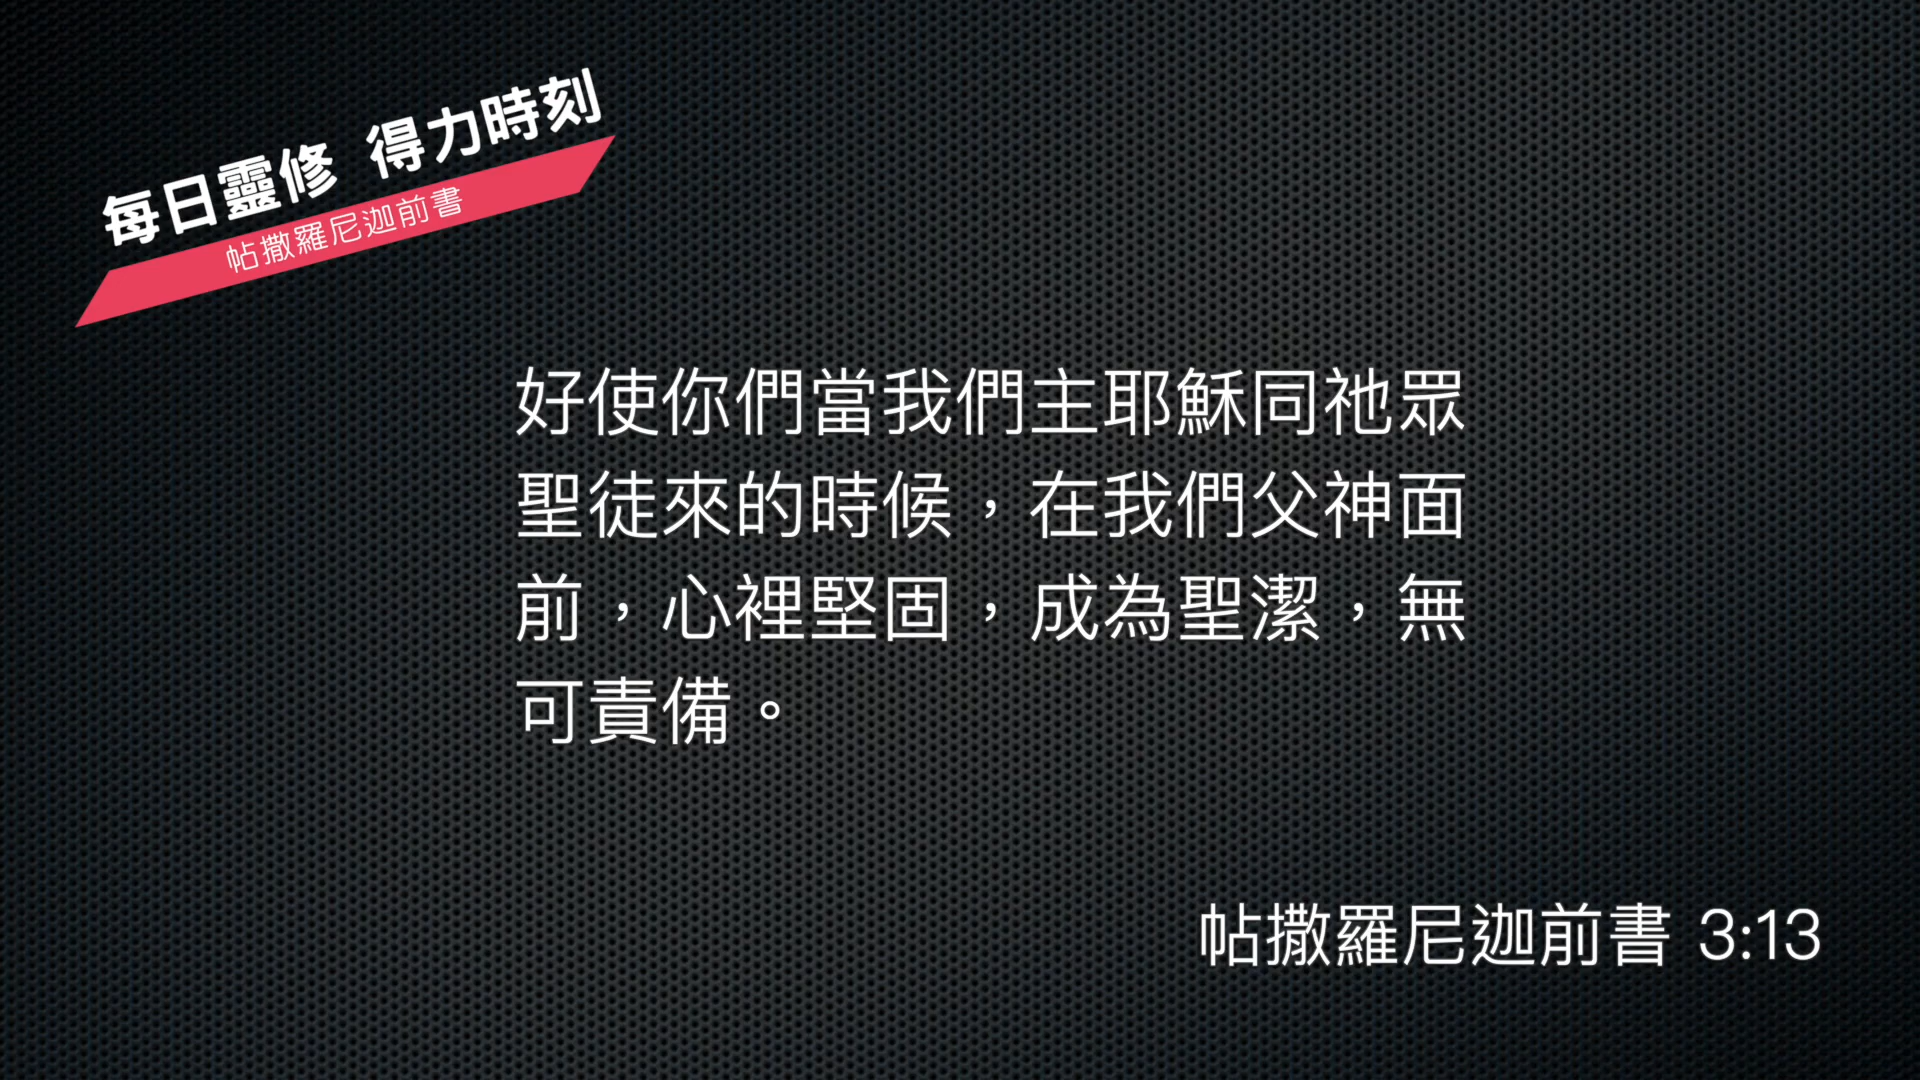 每日靈修 得力時刻
帖撒羅尼迦前書
好使你們當我們主耶穌同祂眾
聖徒來的時候，在我們父神面
前，心裡堅固，成為聖潔，無
可責備。
帖撒羅尼迦前書 3:13